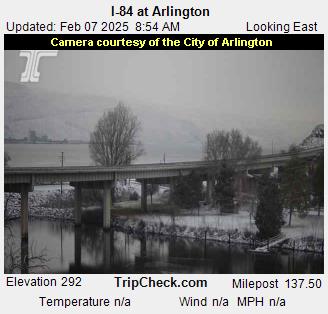 I-84 at Arlington
Updated: Feb 07 2025 8:54 AM Looking East
Camera courtesy of the City of Arlington
Elevation 292 TripCheck.com Milepost 137.50
Temperature n/a Wind n/a MPH n/a